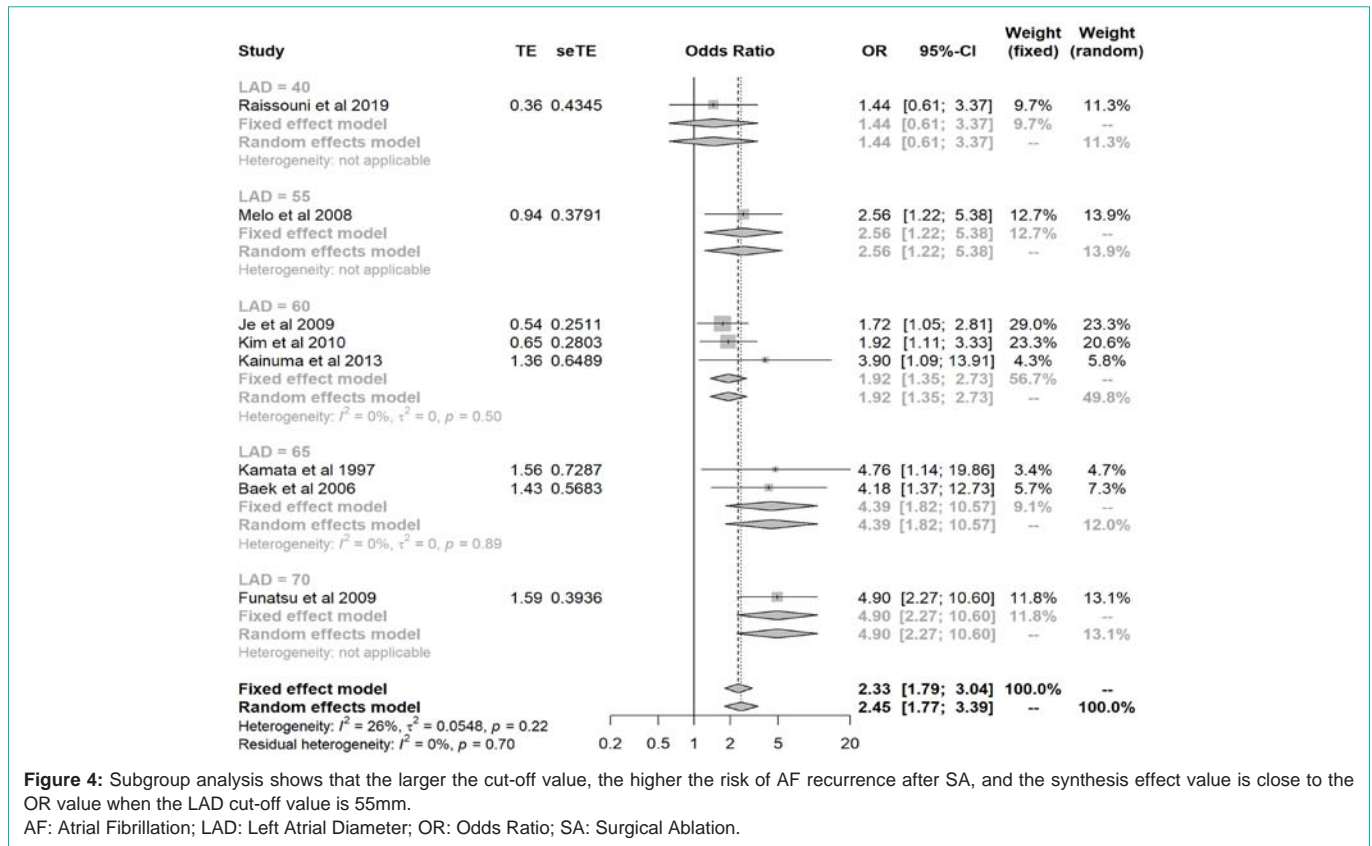 Study TE seTE Odds Ratio OR 95%-CI Weight (fixed) Weight (random)
LAD = 40
Raissouni et al 2019 0.36 0.4345 1.44 [0.61; 3.37] 9.7% 11.3%
Fixed effect model 1.44 [0.61; 3.37] 9.7% --
Random effects model 1.44 [0.61; 3.37] -- 11.3%
Heterogeneity: not applicable
LAD = 55
Melo et al 2008 0.94 0.3791 2.56 [1.22; 5.38] 12.7% 13.9%
Fixed effect model 2.56 [1.22; 5.38] 12.7% --
Random effects model 2.56 [1.22; 5.38] -- 13.9%
Heterogeneity: not applicable
LAD = 60
Je et al 2009 0.54 0.2511 1.72 [1.05; 2.81] 29.0% 23.3%
Kim et al 2010 0.65 0.2803 1.92 [1.11; 3.33] 23.3% 20.6%
Kainuma et al 2013 1.36 0.6489 3.90 [1.09; 13.91] 4.3% 5.8%
Fixed effect model 1.92 [1.35; 2.73] 56.7% --
Random effects model 1.92 [1.35; 2.73] -- 49.8%
Heterogeneity: I² = 0%, τ² = 0, p = 0.50
LAD = 65
Kamata et al 1997 1.56 0.7287 4.76 [1.14; 19.86] 3.4% 4.7%
Baek et al 2006 1.43 0.5683 4.18 [1.37; 12.73] 5.7% 7.3%
Fixed effect model 4.39 [1.82; 10.57] 9.1% --
Random effects model 4.39 [1.82; 10.57] -- 12.0%
Heterogeneity: I² = 0%, τ² = 0, p = 0.89
LAD = 70
Funatsu et al 2009 1.59 0.3936 4.90 [2.27; 10.60] 11.8% 13.1%
Fixed effect model 4.90 [2.27; 10.60] 11.8% --
Random effects model 4.90 [2.27; 10.60] -- 13.1%
Heterogeneity: not applicable
Fixed effect model 2.33 [1.79; 3.04] 100.0% --
Random effects model 2.45 [1.77; 3.39] -- 100.0%
Heterogeneity: I² = 26%, τ² = 0.0548, p = 0.22
Residual heterogeneity: I² = 0%, p = 0.70
0.2 0.5 1 2 5 20
Figure 4: Subgroup analysis shows that the larger the cut-off value, the higher the risk of AF recurrence after SA, and the synthesis effect value is close to the
OR value when the LAD cut-off value is 55mm.
AF: Atrial Fibrillation; LAD: Left Atrial Diameter; OR: Odds Ratio; SA: Surgical Ablation.